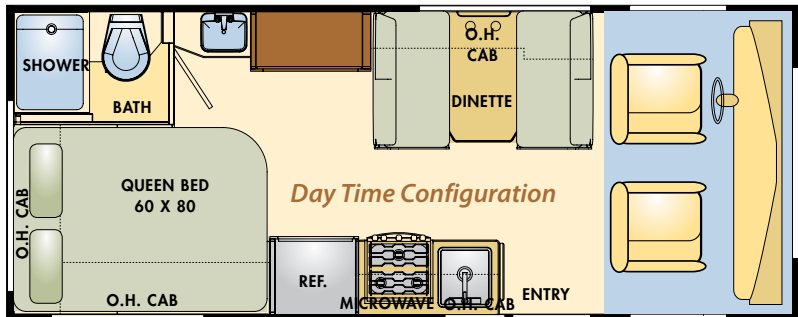 O.H.
CAB
SHOWER
BATH
DINETTE
QUEEN BED
60 X 80
Day Time Configuration
O.H. CAB
REF.
ENTRY
O.H. CAB
MICROWAVE O.H. CAB